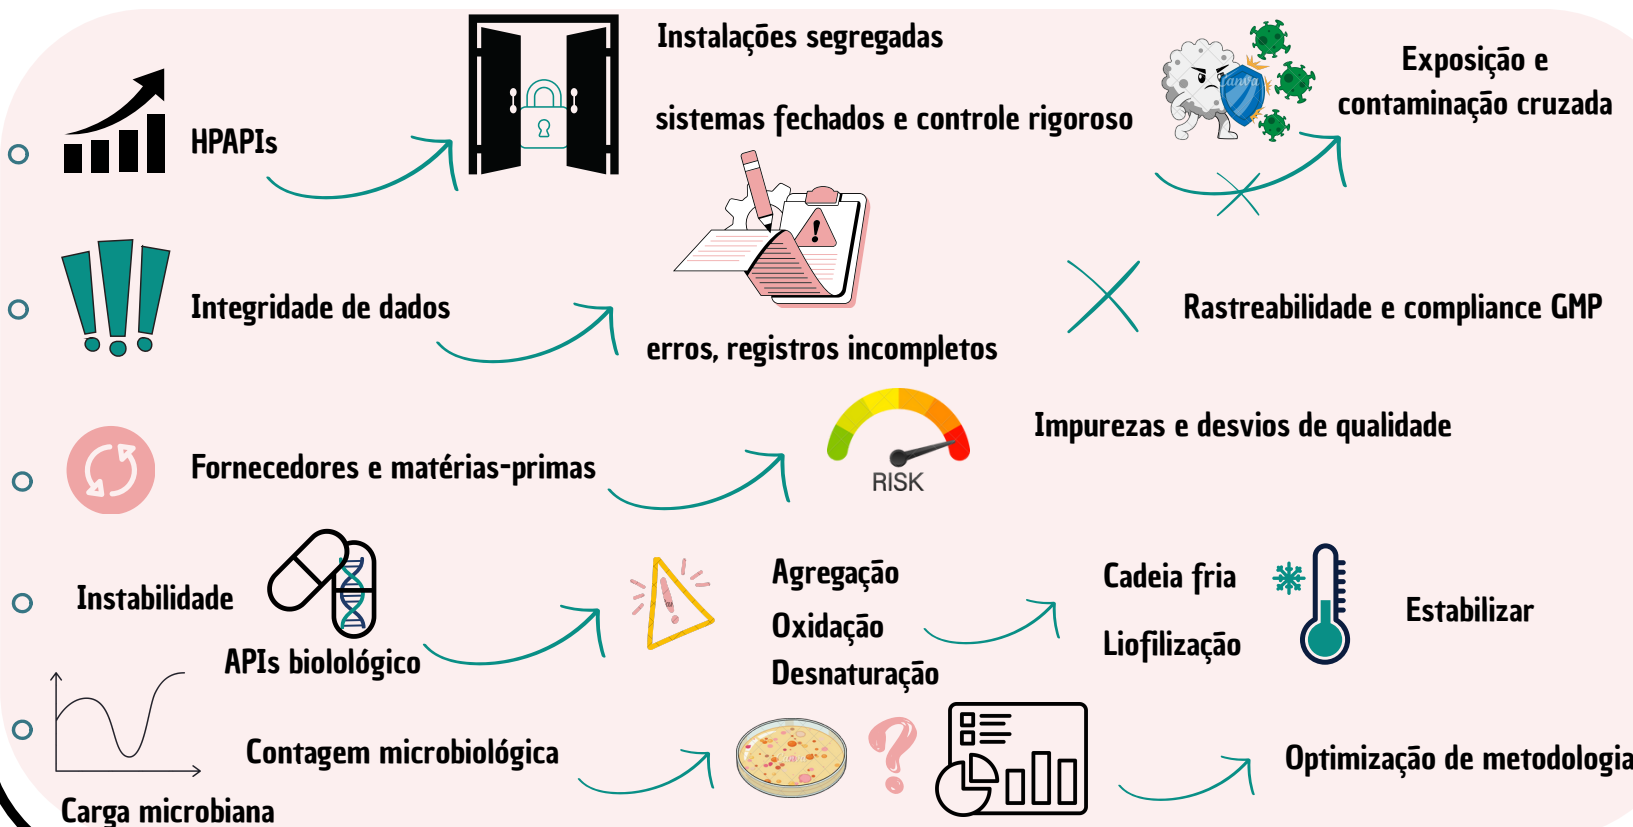 Instalações segregadas
HPAPIs
sistemas fechados e controle rigoroso
Exposição e
contaminação cruzada
Canva
Integridade de dados
erros, registros incompletos
Rastreabilidade e compliance GMP
Fornecedores e matérias-primas
RISK
Impurezas e desvios de qualidade
Instabilidade
APIs biolológico
Agregação
Oxidação
Desnaturação
Cadeia fria
Liofilização
Estabilizar
Carga microbiana
Contagem microbiológica
Optimização de metodologia